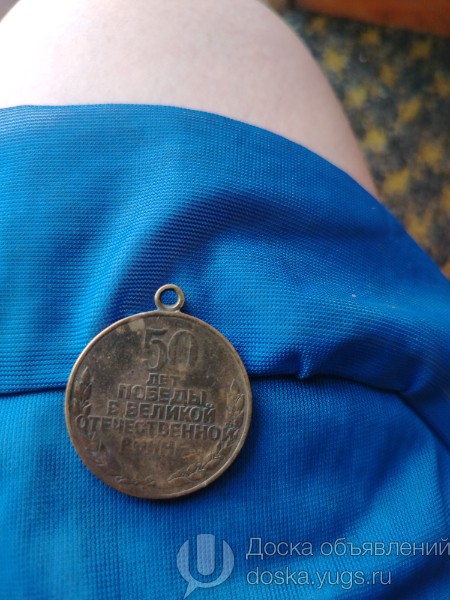 50
ЛЕТ
ПОБЕДЫ
В ВЕЛИКОЙ
ОТЕЧЕСТВЕННОЙ
Доска объявлений
doska.yugs.ru